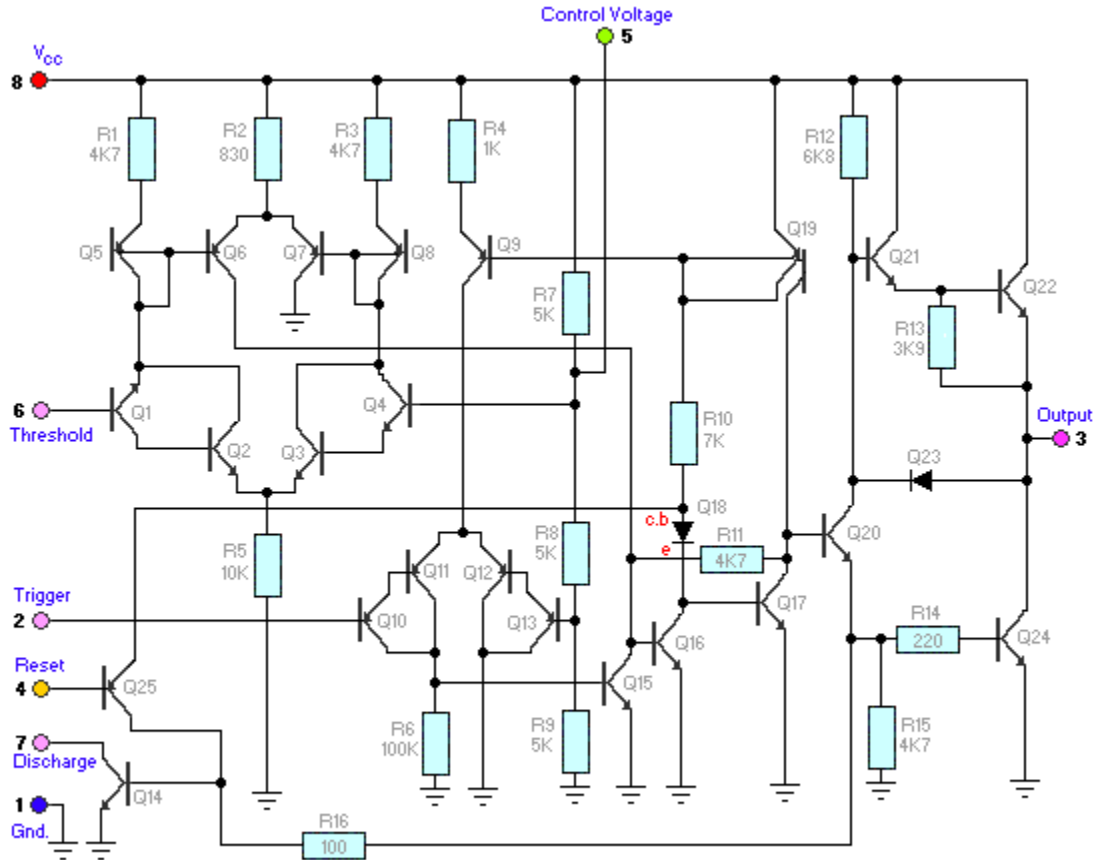 Control Voltage
5
Vcc
8
R1
4K7
R2
830
R3
4K7
R4
1K
R12
6K8
Q5
Q6
Q7
Q8
Q9
Q19
Q21
Q22
R7
5K
R13
3K9
6
Threshold
Q1
Q2
Q3
Q4
R10
7K
Output
3
Q23
c.b
Q18
e
R5
10K
R8
5K
R11
4K7
Q20
Trigger
2
Q10
Q11
Q12
Q13
Q15
Q16
Q17
R14
220
Q24
Reset
4
Q25
R6
100K
R9
5K
R15
4K7
7
Discharge
Q14
1
Gnd.
R16
100